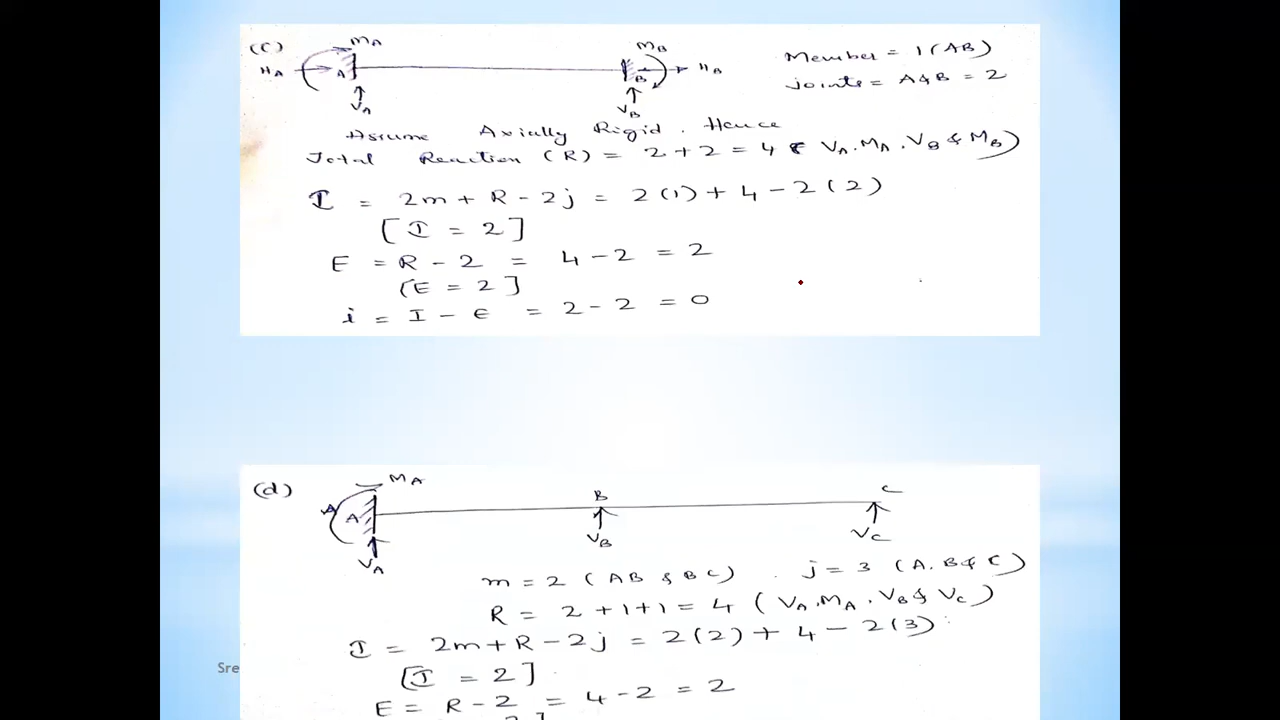 (C) MA MB Member = 1 (AB)
HA A B HB joints = A&B = 2
VA VB
Assume Axially Rigid. Hence
Total Reaction (R) = 2+2 = 4 ( VA. MA. VB & MB)
I = 2m + R - 2j = 2(1) + 4 - 2(2)
[I = 2]
E = R - 2 = 4 - 2 = 2
[E = 2]
i = I - E = 2 - 2 = 0
(d) MA B C
A
VA VB VC
m = 2 (AB & BC) . j = 3 (A. B & C)
R = 2 + 1 + 1 = 4 (VA. MA. VB & VC)
I = 2m + R - 2j = 2(2) + 4 - 2(3)
Sre
[I = 2]
E = R - 2 = 4 - 2 = 2